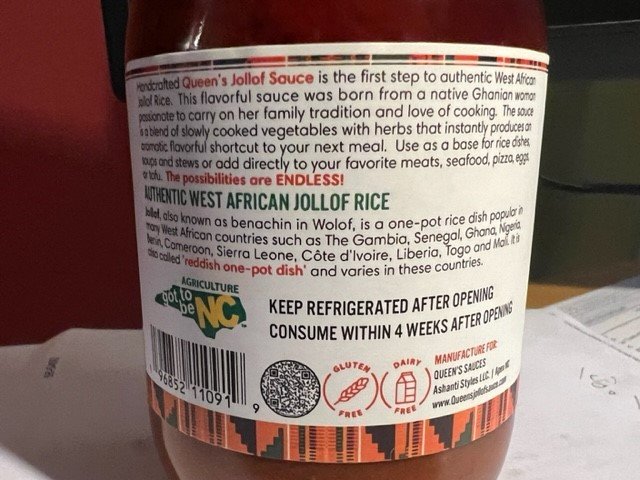 Handcrafted Queen's Jollof Sauce is the first step to authentic West African
Jollof Rice. This flavorful sauce was born from a native Ghanian woman
passionate to carry on her family tradition and love of cooking. The sauce
is a blend of slowly cooked vegetables with herbs that instantly produces an
aromatic flavorful shortcut to your next meal. Use as a base for rice dishes,
soups and stews or add directly to your favorite meats, seafood, pizza, eggs
or tofu. The possibilities are ENDLESS!
AUTHENTIC WEST AFRICAN JOLLOF RICE
Jollof, also known as benachin in Wolof, is a one-pot rice dish popular in
many West African countries such as The Gambia, Senegal, Ghana, Nigeria,
Benin, Cameroon, Sierra Leone, Côte d'Ivoire, Liberia, Togo and Mali. It is
also called 'reddish one-pot dish' and varies in these countries.
AGRICULTURE
got to
be NC
KEEP REFRIGERATED AFTER OPENING
CONSUME WITHIN 4 WEEKS AFTER OPENING
96852 11091 9
GLUTEN
FREE
DAIRY
FREE
MANUFACTURE FOR:
QUEEN'S SAUCES
Ashanti Styles LLC. | Apex NC
www.Queensjollofsauce.com